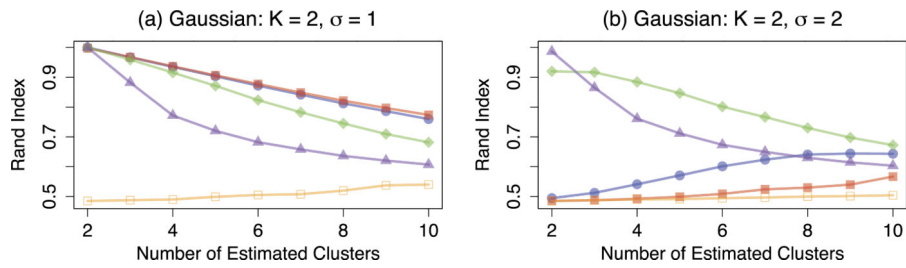 (a) Gaussian: K = 2, σ = 1
Rand Index
0.5 0.7 0.9
2 4 6 8 10
Number of Estimated Clusters
(b) Gaussian: K = 2, σ = 2
Rand Index
0.5 0.7 0.9
2 4 6 8 10
Number of Estimated Clusters